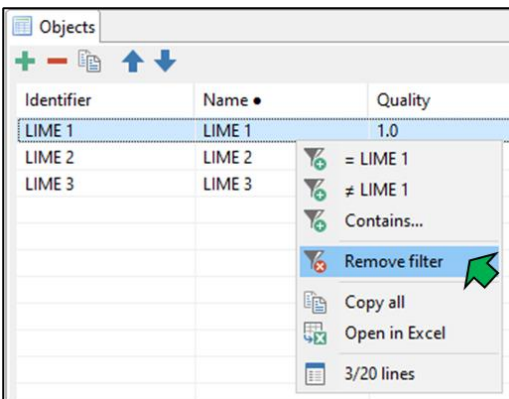 Objects
Identifier Name • Quality
LIME 1 LIME 1 1.0
LIME 2 LIME 2
LIME 3 LIME 3
= LIME 1
≠ LIME 1
Contains...
Remove filter
Copy all
Open in Excel
3/20 lines